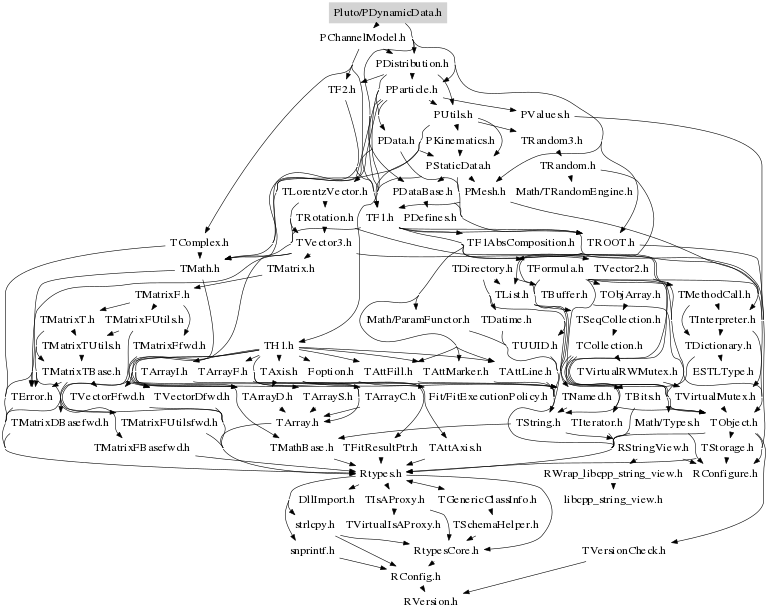 Pluto/PDynamicData.h
PChannelModel.h
PDistribution.h
TF2.h
PParticle.h
PUtils.h
PValues.h
PData.h
PKinematics.h
TRandom3.h
PStaticData.h
TRandom.h
TLorentzVector.h
PDataBase.h
PMesh.h
Math/TRandomEngine.h
TRotation.h
TF1.h
PDefines.h
TComplex.h
TVector3.h
TF1AbsComposition.h
TROOT.h
TMath.h
TMatrix.h
TDirectory.h
TFormula.h
TVector2.h
TMatrixF.h
TList.h
TBuffer.h
TObjArray.h
TMethodCall.h
TMatrixT.h
TMatrixFUtils.h
Math/ParamFunctor.h
TDatime.h
TSeqCollection.h
TInterpreter.h
TMatrixTUtils.h
TMatrixFfwd.h
TH1.h
TUUID.h
TCollection.h
TDictionary.h
TMatrixTBase.h
TArrayI.h
TArrayF.h
TAxis.h
Foption.h
TAttFill.h
TAttMarker.h
TAttLine.h
TVirtualRWMutex.h
ESTLType.h
TError.h
TVectorFfwd.h
TVectorDfwd.h
TArrayD.h
TArrayS.h
TArrayC.h
Fit/FitExecutionPolicy.h
TNamed.h
TBits.h
TVirtualMutex.h
TMatrixDBasefwd.h
TMatrixFUtilsfwd.h
TArray.h
TString.h
TIterator.h
Math/Types.h
TObject.h
TMatrixFBasefwd.h
TMathBase.h
TFitResultPtr.h
TAttAxis.h
RStringView.h
TStorage.h
Rtypes.h
RWrap_libcpp_string_view.h
RConfigure.h
DllImport.h
TIsAProxy.h
TGenericClassInfo.h
libcpp_string_view.h
strlcpy.h
TVirtualIsAProxy.h
TSchemaHelper.h
snprintf.h
RtypesCore.h
TVersionCheck.h
RConfig.h
RVersion.h